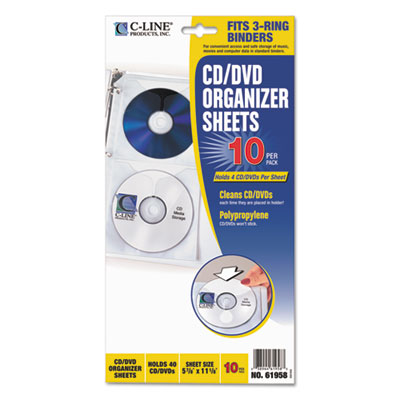 C-LINE
PRODUCTS, INC.
FITS 3-RING
BINDERS
For convenient access and safe storage of music,
movies and computer data in standard binders.
CD/DVD
ORGANIZER
SHEETS
10 PER
PACK
Holds 4 CD/DVDs Per Sheet
Cleans CD/DVDs
each time they are placed in holder!
Polypropylene
CD/DVDs won't stick.
CD
Media
Storage
CD/DVD
ORGANIZER
SHEETS
HOLDS 40
CD/DVDs
SHEET SIZE
10 PER
PACK
NO. 61958